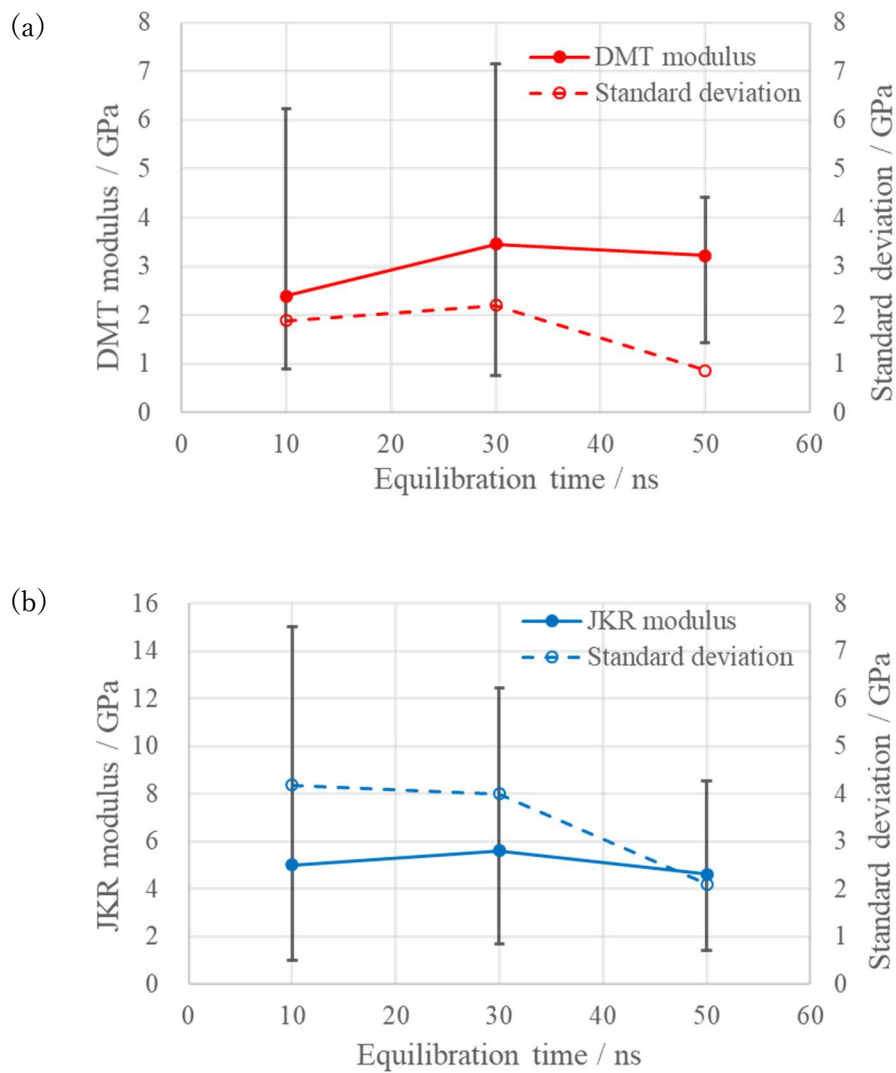 (a)
8 8
DMT modulus
7 7
Standard deviation
6 6
5 5
4 4
3 3
2 2
1 1
0 0
DMT modulus / GPa
Standard deviation / GPa
0 10 20 30 40 50 60
Equilibration time / ns
(b)
16 8
JKR modulus
14 7
Standard deviation
12 6
10 5
8 4
6 3
4 2
2 1
0 0
JKR modulus / GPa
Standard deviation / GPa
0 10 20 30 40 50 60
Equilibration time / ns